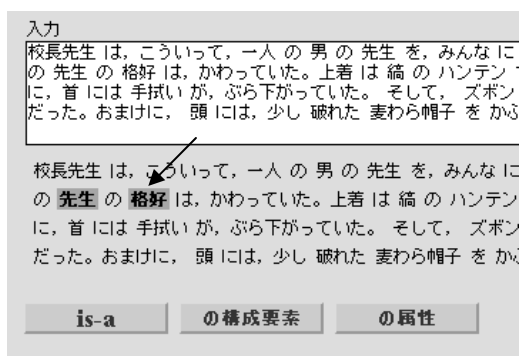 入力
校長先生 は，こういって，一人 の 男 の 先生 を，みんな に
の 先生 の 格好 は，かわっていた。上着 は 縞 の ハンテン
に，首 には 手拭い が，ぶら下がっていた。 そして， ズボン
だった。おまけに， 頭 には，少し 破れた 麦わら帽子 を かぶ
校長先生 は，こういって，一人 の 男 の 先生 を，みんな に
の 先生 の 格好 は，かわっていた。上着 は 縞 の ハンテン
に，首 には 手拭い が，ぶら下がっていた。 そして， ズボン
だった。おまけに， 頭 には，少し 破れた 麦わら帽子 を か
is-a の構成要素 の属性